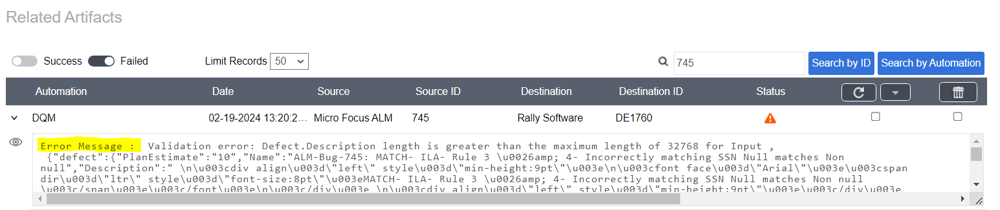 Related Artifacts
Success Failed Limit Records 50 745 Search by ID Search by Automation
Automation Date Source Source ID Destination Destination ID Status
DQM 02-19-2024 13:20:2... Micro Focus ALM 745 Rally Software DE1760
Error Message : Validation error: Defect.Description length is greater than the maximum length of 32768 for Input ,
{"defect":{"PlanEstimate":"10","Name":"ALM-Bug-745: MATCH- ILA- Rule 3 \u0026amp; 4- Incorrectly matching SSN Null matches Non
null","Description":" \n\u003cdiv align\u003d\"left\" style\u003d\"min-height:9pt\"\u003e\n\u003cfont face\u003d\"Arial\"\u003e\u003cspan
dir\u003d\"ltr\" style\u003d\"font-size:8pt\"\u003eMATCH- ILA- Rule 3 \u0026amp; 4- Incorrectly matching SSN Null matches Non null
\u003c/span\u003e\u003c/font\u003e\n\u003c/div\u003e \n\u003cdiv align\u003d\"left\" style\u003d\"min-height:9pt\"\u003e\u003c/div\u003e